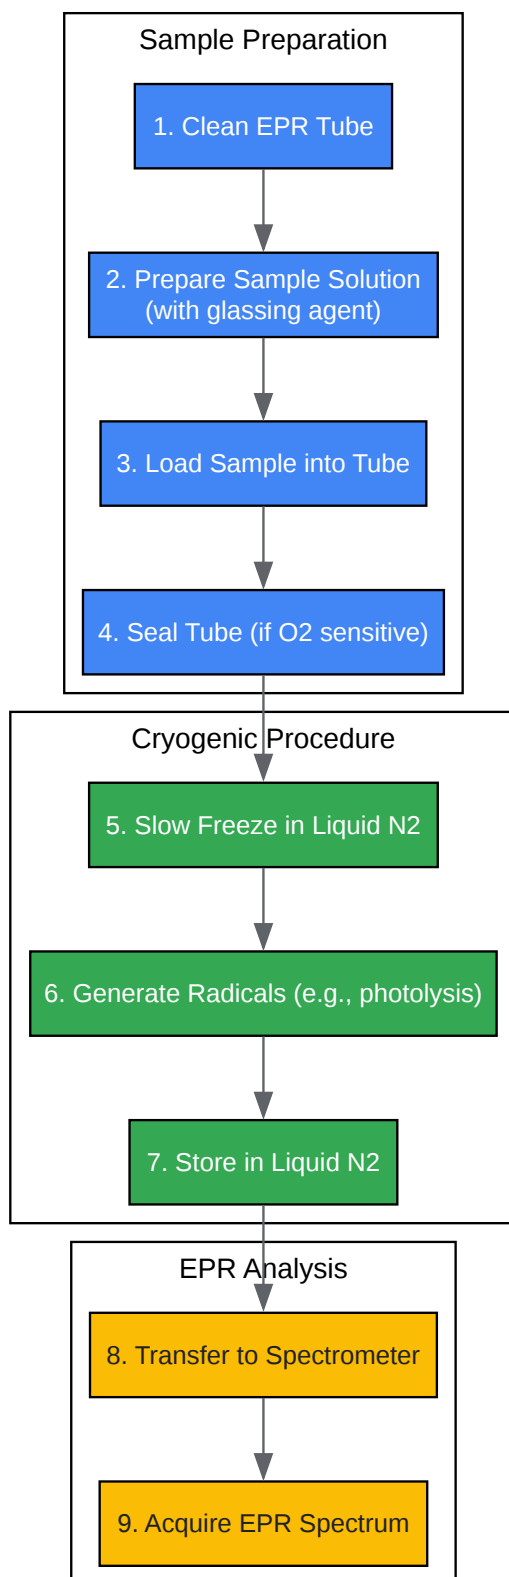 Sample Preparation
1. Clean EPR Tube
2. Prepare Sample Solution
(with glassing agent)
3. Load Sample into Tube
4. Seal Tube (if O2 sensitive)
Cryogenic Procedure
5. Slow Freeze in Liquid N2
6. Generate Radicals (e.g., photolysis)
7. Store in Liquid N2
EPR Analysis
8. Transfer to Spectrometer
9. Acquire EPR Spectrum